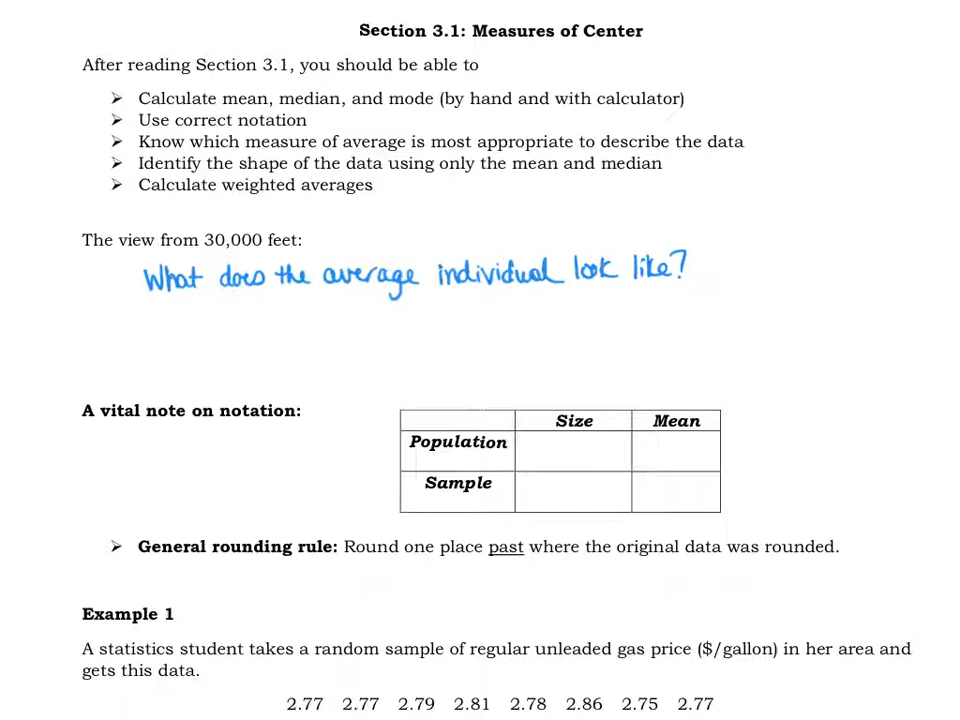 Section 3.1: Measures of Center
After reading Section 3.1, you should be able to
➢ Calculate mean, median, and mode (by hand and with calculator)
➢ Use correct notation
➢ Know which measure of average is most appropriate to describe the data
➢ Identify the shape of the data using only the mean and median
➢ Calculate weighted averages
The view from 30,000 feet:
What does the average individual look like?
A vital note on notation:
Size Mean
Population
Sample
➢ General rounding rule: Round one place past where the original data was rounded.
Example 1
A statistics student takes a random sample of regular unleaded gas price ($/gallon) in her area and
gets this data.
2.77 2.77 2.79 2.81 2.78 2.86 2.75 2.77